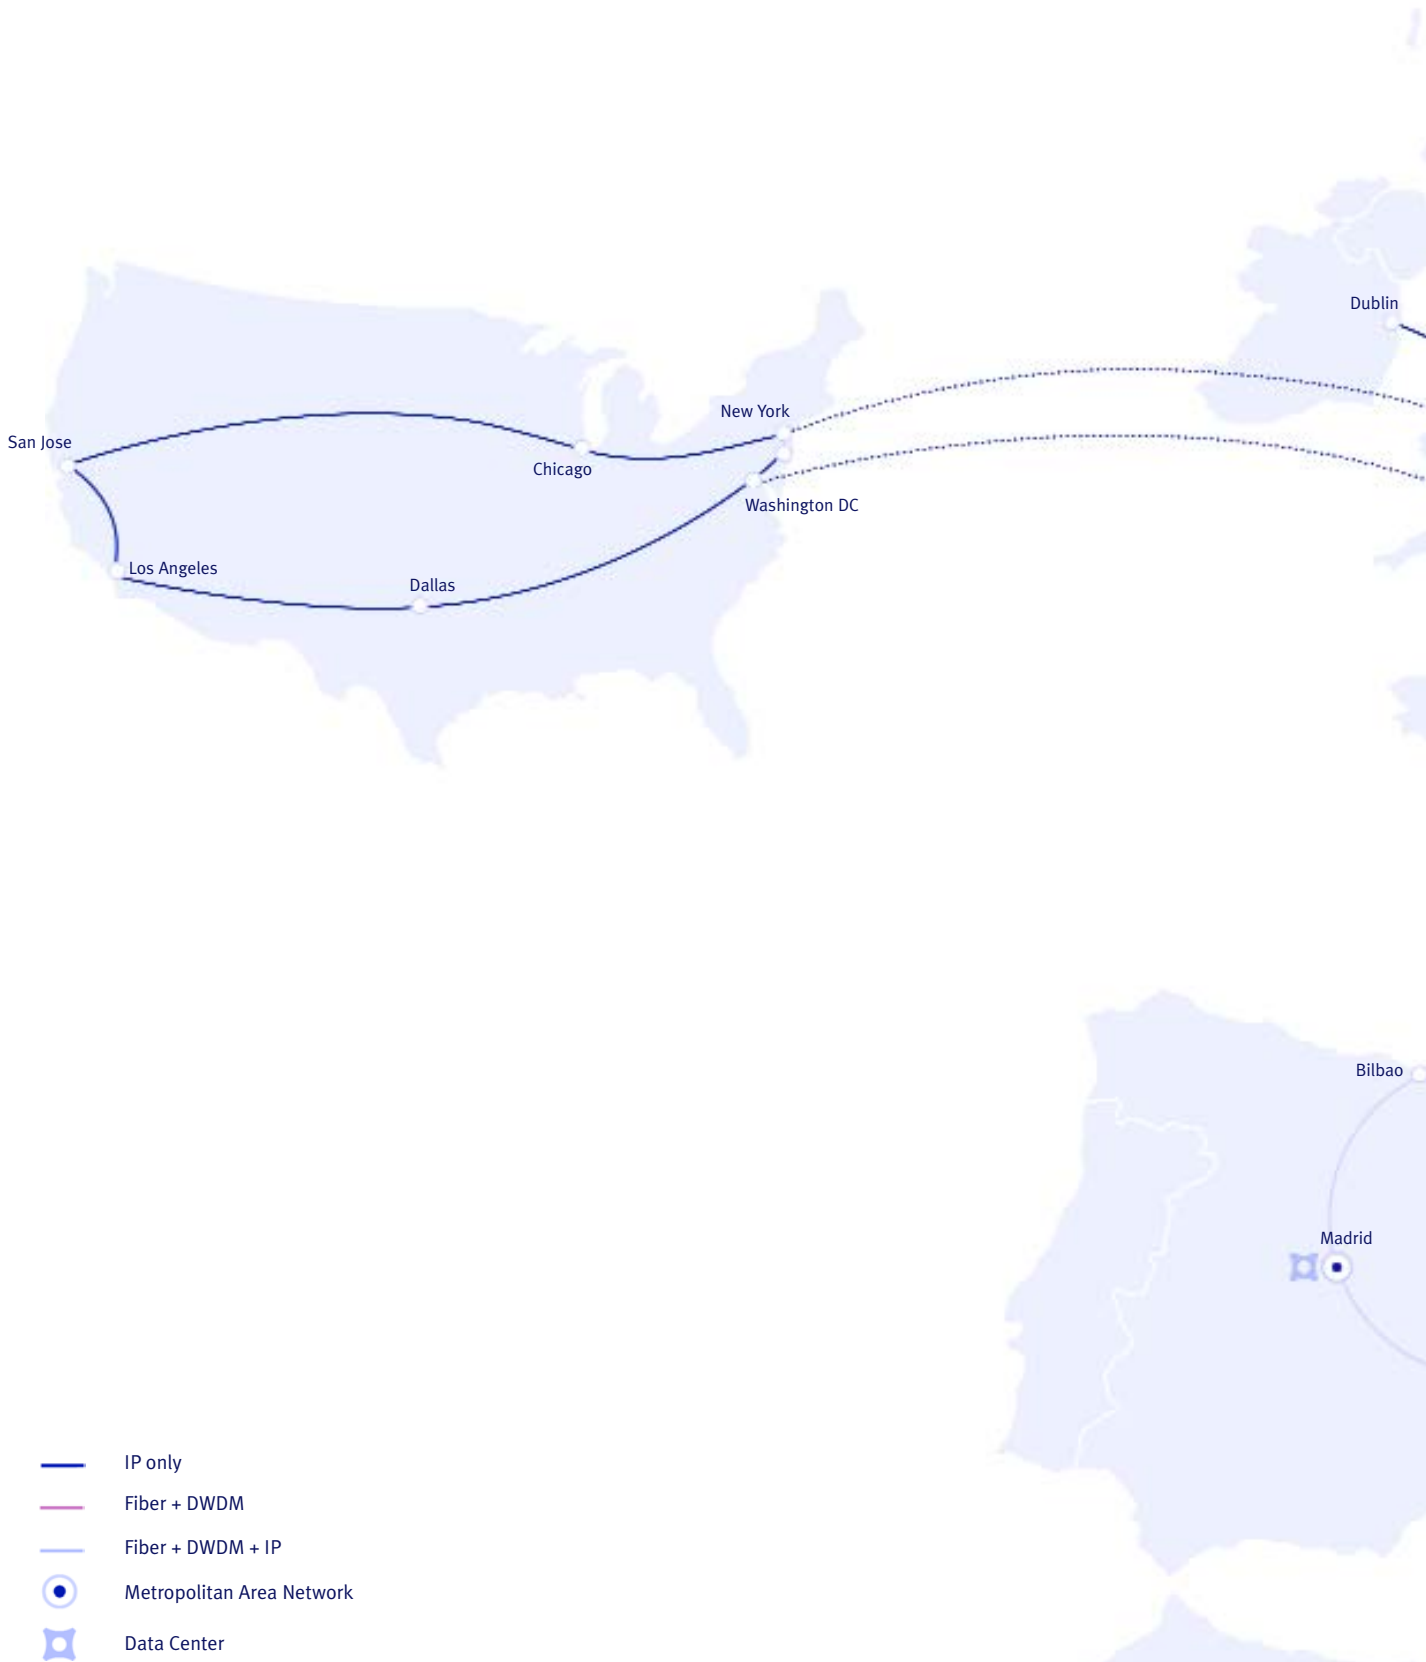 Dublin
New York
San Jose
Chicago
Washington DC
Los Angeles
Dallas
Bilbao
Madrid
IP only
Fiber + DWDM
Fiber + DWDM + IP
Metropolitan Area Network
Data Center